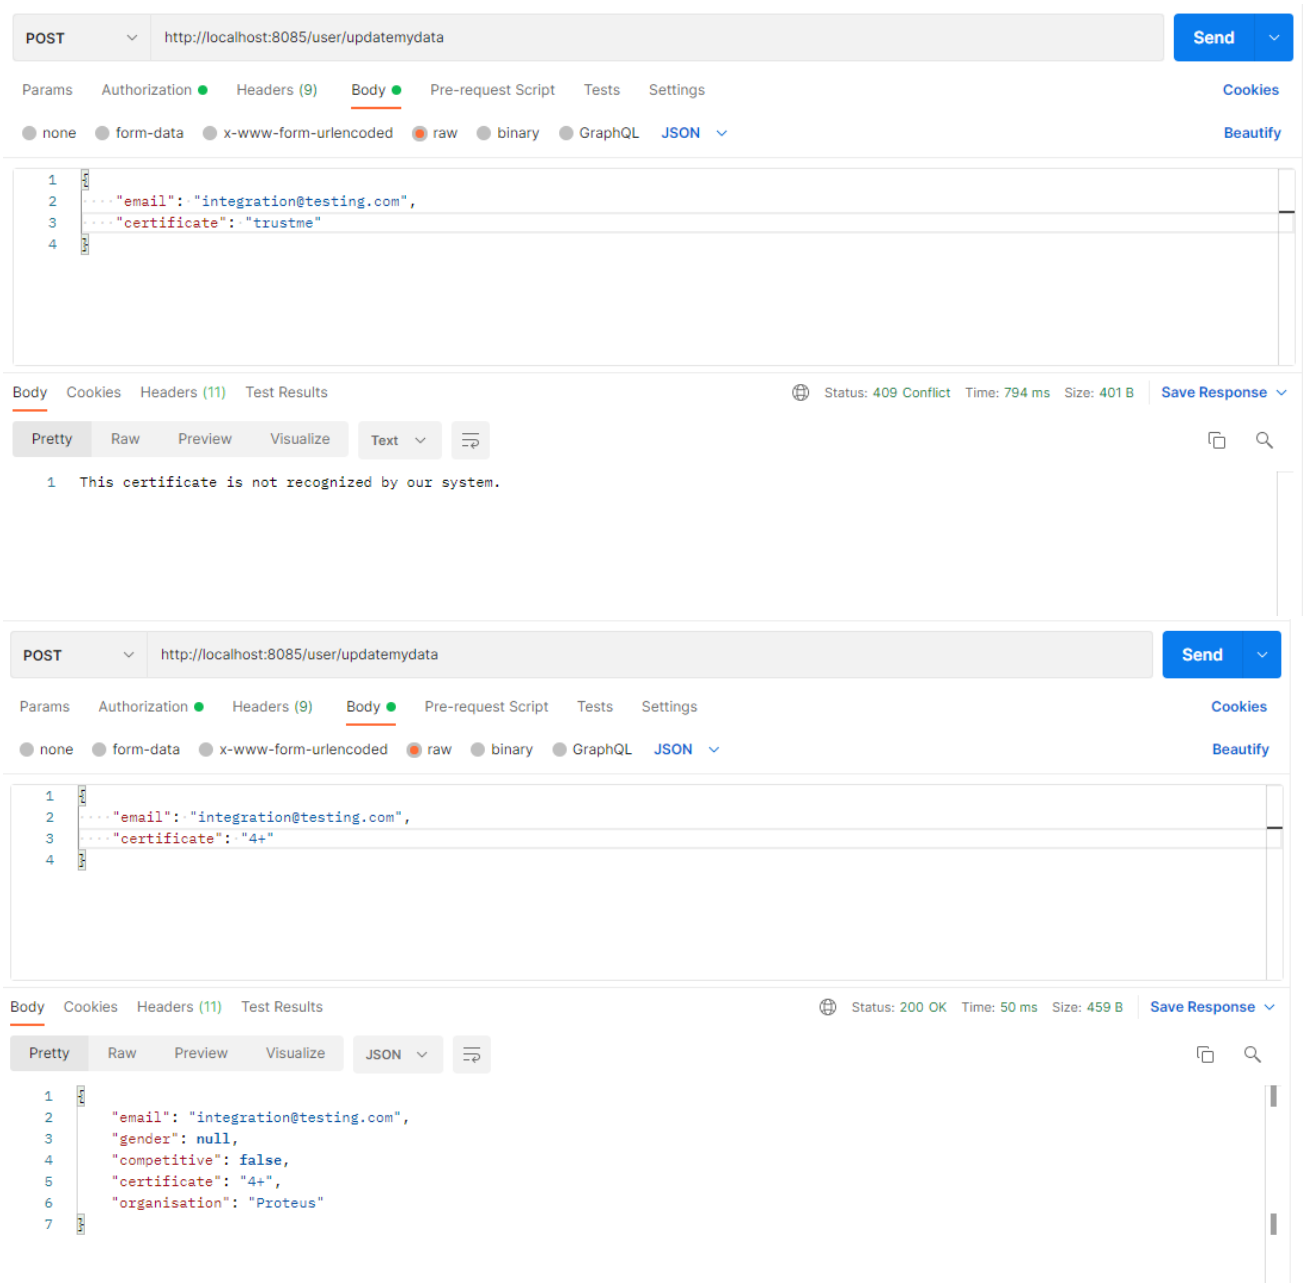 POST http://localhost:8085/user/updatemydata Send
Params Authorization Headers (9) Body Pre-request Script Tests Settings Cookies
none form-data x-www-form-urlencoded raw binary GraphQL JSON Beautify
1 {
2 "email": "integration@testing.com",
3 "certificate": "trustme"
4 }
Body Cookies Headers (11) Test Results Status: 409 Conflict Time: 794 ms Size: 401 B Save Response
Pretty Raw Preview Visualize Text
1 This certificate is not recognized by our system.
POST http://localhost:8085/user/updatemydata Send
Params Authorization Headers (9) Body Pre-request Script Tests Settings Cookies
none form-data x-www-form-urlencoded raw binary GraphQL JSON Beautify
1 {
2 "email": "integration@testing.com",
3 "certificate": "4+"
4 }
Body Cookies Headers (11) Test Results Status: 200 OK Time: 50 ms Size: 459 B Save Response
Pretty Raw Preview Visualize JSON
1 {
2 "email": "integration@testing.com",
3 "gender": null,
4 "competitive": false,
5 "certificate": "4+",
6 "organisation": "Proteus"
7 }